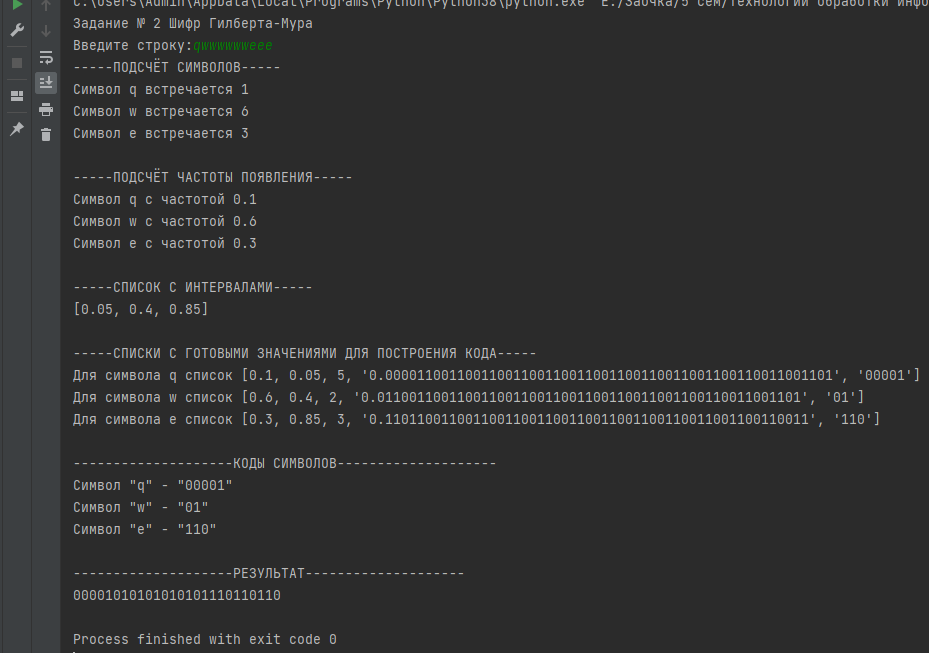 C:\Users\Admin\AppData\Local\Programs\Python\Python38\python.exe "E:/Заочка/5 сем/Технологии обработки инфо
Задание № 2 Шифр Гилберта-Мура
Введите строку:qwwwwwweee
-----ПОДСЧЁТ СИМВОЛОВ-----
Символ q встречается 1
Символ w встречается 6
Символ e встречается 3
-----ПОДСЧЁТ ЧАСТОТЫ ПОЯВЛЕНИЯ-----
Символ q с частотой 0.1
Символ w с частотой 0.6
Символ e с частотой 0.3
-----СПИСОК С ИНТЕРВАЛАМИ-----
[0.05, 0.4, 0.85]
-----СПИСКИ С ГОТОВЫМИ ЗНАЧЕНИЯМИ ДЛЯ ПОСТРОЕНИЯ КОДА-----
Для символа q список [0.1, 0.05, 5, '0.00001100110011001100110011001100110011001100110011001101', '00001']
Для символа w список [0.6, 0.4, 2, '0.01100110011001100110011001100110011001100110011001101', '01']
Для символа e список [0.3, 0.85, 3, '0.11011001100110011001100110011001100110011001100110011', '110']
--------------------КОДЫ СИМВОЛОВ--------------------
Символ "q" - "00001"
Символ "w" - "01"
Символ "e" - "110"
--------------------РЕЗУЛЬТАТ--------------------
00001010101010101110110110
Process finished with exit code 0